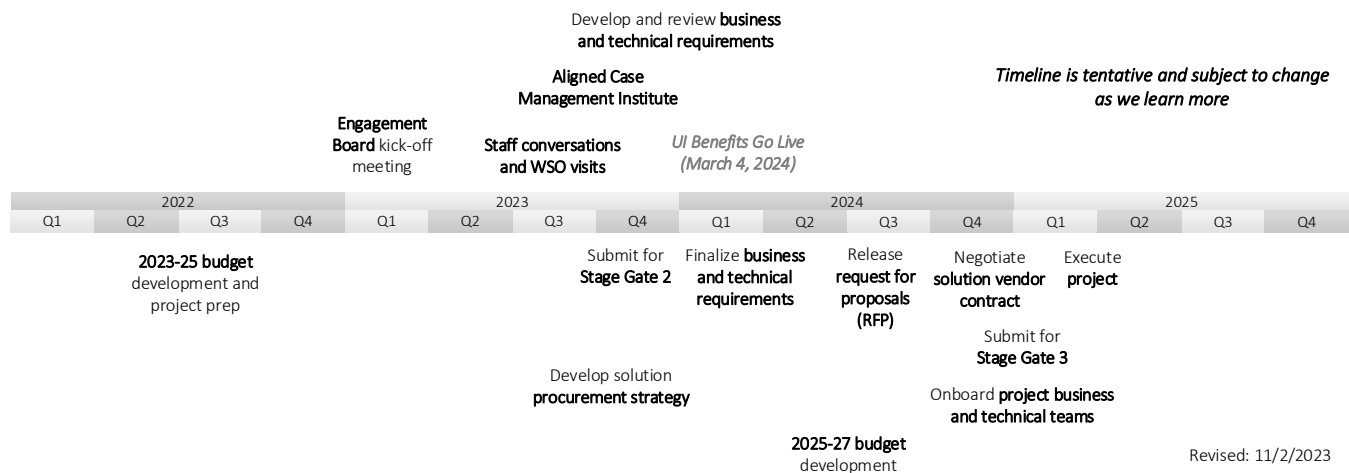 Develop and review business
and technical requirements
Aligned Case
Management Institute
Timeline is tentative and subject to change
as we learn more
Engagement
Board kick-off
meeting
Staff conversations
and WSO visits
UI Benefits Go Live
(March 4, 2024)
2022 2023 2024 2025
Q1 Q2 Q3 Q4 Q1 Q2 Q3 Q4 Q1 Q2 Q3 Q4 Q1 Q2 Q3 Q4
2023-25 budget
development and
project prep
Submit for
Stage Gate 2
Finalize business
and technical
requirements
Release
request for
proposals
(RFP)
Negotiate
solution vendor
contract
Execute
project
Submit for
Stage Gate 3
Develop solution
procurement strategy
Onboard project business
and technical teams
2025-27 budget
development
Revised: 11/2/2023